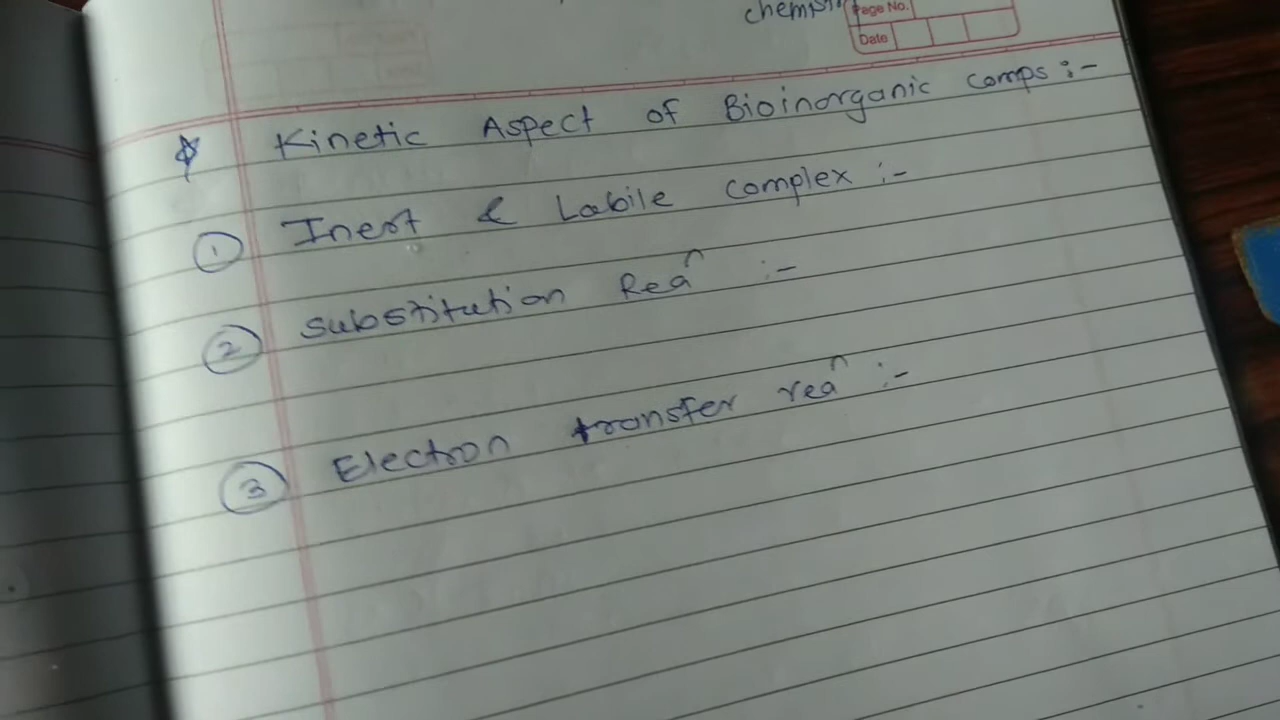 Page No.
Date
☆ Kinetic Aspect of Bioinorganic comps :-
① Inert & Labile complex :-
② Substitution Reaⁿ :-
③ Electron transfer reaⁿ :-